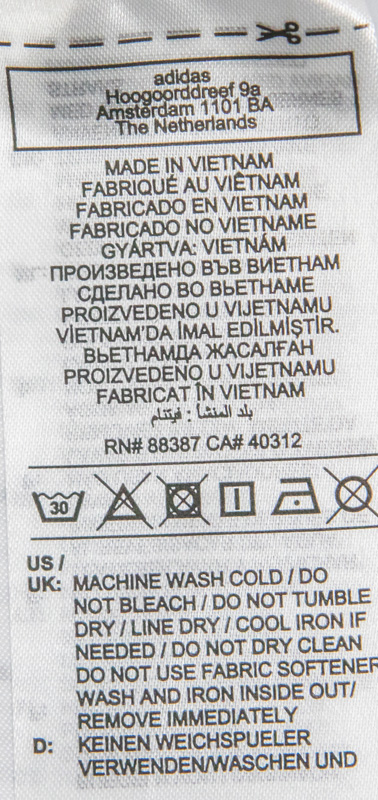 adidas
Hoogoorddreef 9a
Amsterdam 1101 BA
The Netherlands
MADE IN VIETNAM
FABRIQUÉ AU VIÊTNAM
FABRICADO EN VIETNAM
FABRICADO NO VIETNAME
GYÁRTVA: VIETNÁM
ПРОИЗВЕДЕНО ВЪВ ВИЕТНАМ
СДЕЛАНО ВО ВЬЕТНАМЕ
PROIZVEDENO U VIJETNAMU
VİETNAM'DA İMAL EDİLMİŞTİR.
ВЬЕТНАМДА ЖАСАЛҒАН
PROIZVEDENO U VIJETNAMU
FABRICAT ÎN VIETNAM
بلد المنشأ : فيتنام
RN# 88387 CA# 40312
30
US /
UK: MACHINE WASH COLD / DO
NOT BLEACH / DO NOT TUMBLE
DRY / LINE DRY / COOL IRON IF
NEEDED / DO NOT DRY CLEAN
DO NOT USE FABRIC SOFTENER
WASH AND IRON INSIDE OUT/
REMOVE IMMEDIATELY
D: KEINEN WEICHSPUELER
VERWENDEN/WASCHEN UND